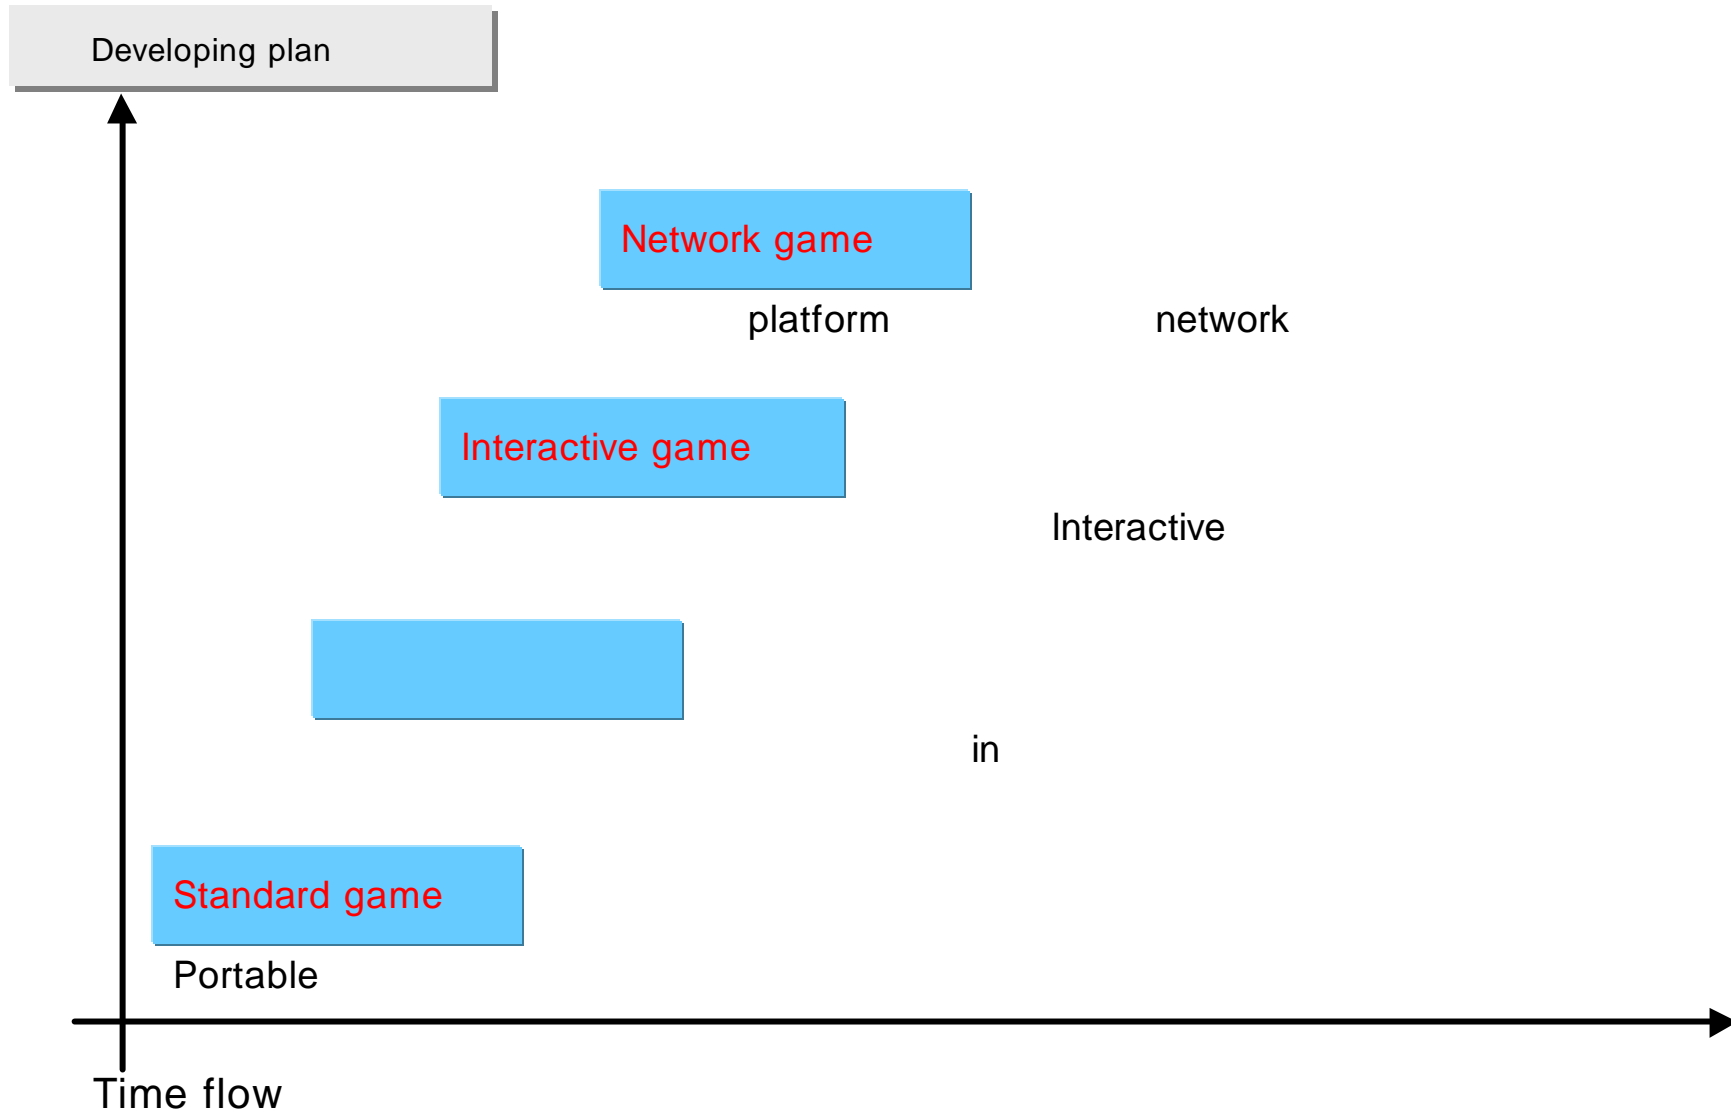 Developing plan
Network game
platform network
Interactive game
Interactive
in
Standard game
Portable
Time flow